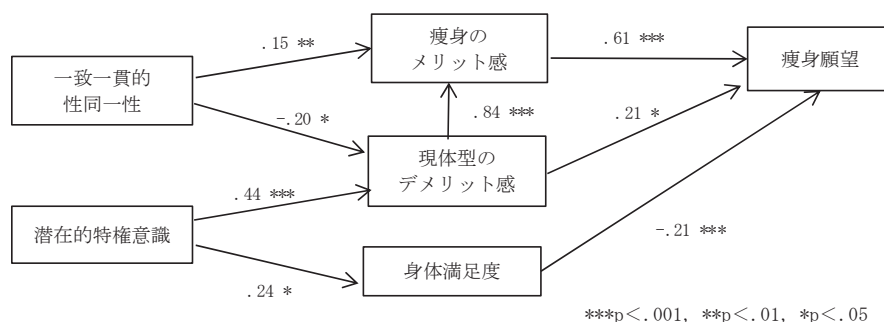 .15 **
痩身の
メリット感
.61 ***
痩身願望
一致一貫的
性同一性
-.20 *
.84 ***
.21 *
現体型の
デメリット感
.44 ***
潜在的特権意識
-.21 ***
身体満足度
.24 *
***p＜.001, **p＜.01, *p＜.05